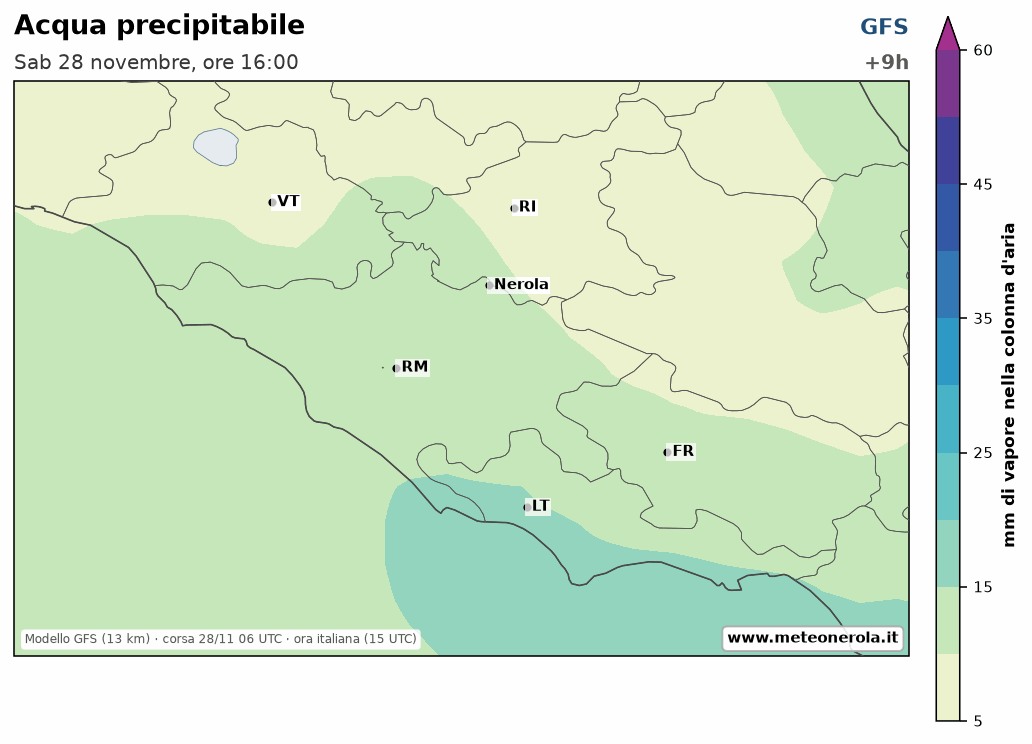 Acqua precipitabile
GFS
Sab 28 novembre, ore 16:00
+9h
VT
RI
Nerola
RM
FR
LT
Modello GFS (13 km) · corsa 28/11 06 UTC · ora italiana (15 UTC)
www.meteonerola.it
60
45
35
25
15
5
mm di vapore nella colonna d'aria